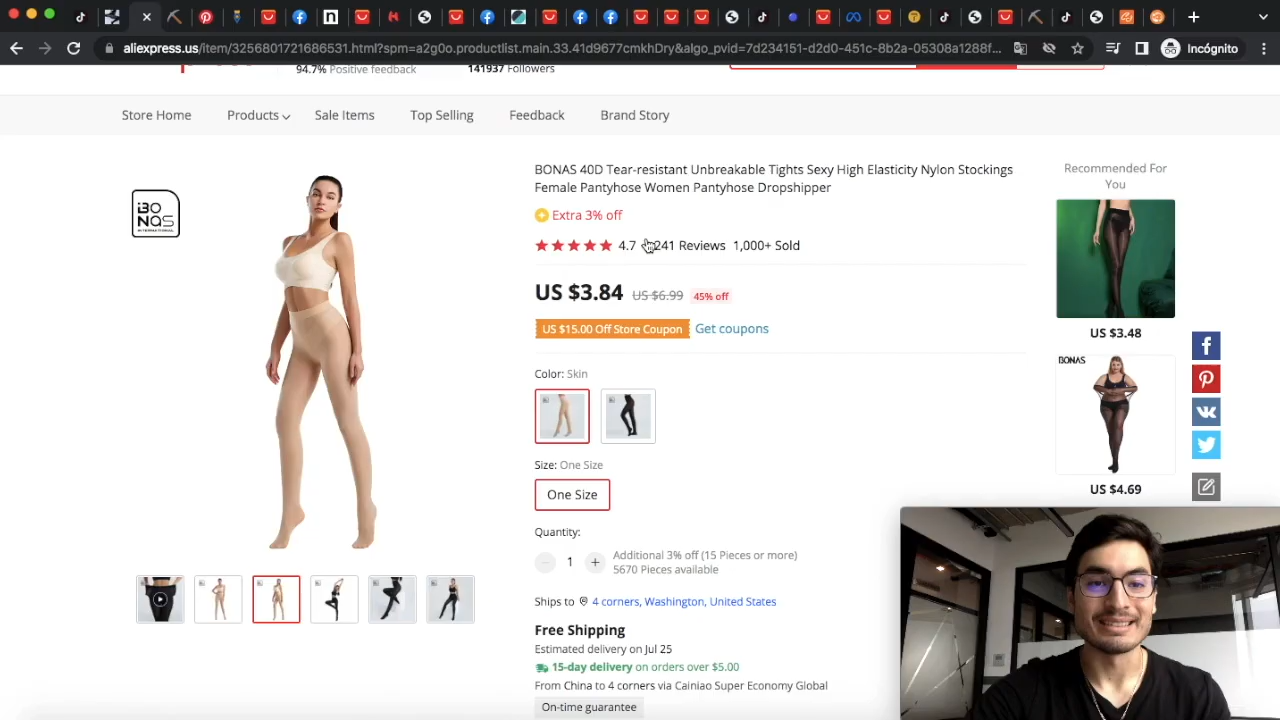 aliexpress.us/item/3256801721686531.html?spm=a2g0o.productlist.main.33.41d9677cmkhDry&algo_pvid=7d234151-d2d0-451c-8b2a-05308a1288f...
Incógnito
94.7% Positive feedback
141937 Followers
Store Home
Products
Sale Items
Top Selling
Feedback
Brand Story
BONAS
INTERNATIONAL
BONAS 40D Tear-resistant Unbreakable Tights Sexy High Elasticity Nylon Stockings
Female Pantyhose Women Pantyhose Dropshipper
Extra 3% off
4.7
241 Reviews
1,000+ Sold
US $3.84
US $6.99
45% off
US $15.00 Off Store Coupon
Get coupons
Color: Skin
Size: One Size
One Size
Quantity:
1
Additional 3% off (15 Pieces or more)
5670 Pieces available
Ships to
4 corners, Washington, United States
Free Shipping
Estimated delivery on Jul 25
15-day delivery on orders over $5.00
From China to 4 corners via Cainiao Super Economy Global
On-time guarantee
Recommended For
You
US $3.48
BONAS
US $4.69